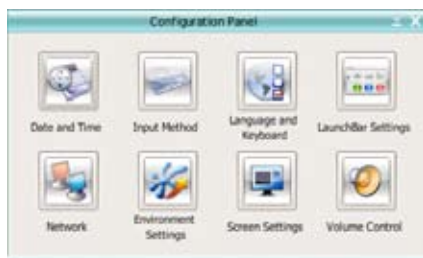 Configuration Panel
Date and Time
Input Method
Language and
Keyboard
LaunchBar Settings
Network
Environment
Settings
Screen Settings
Volume Control